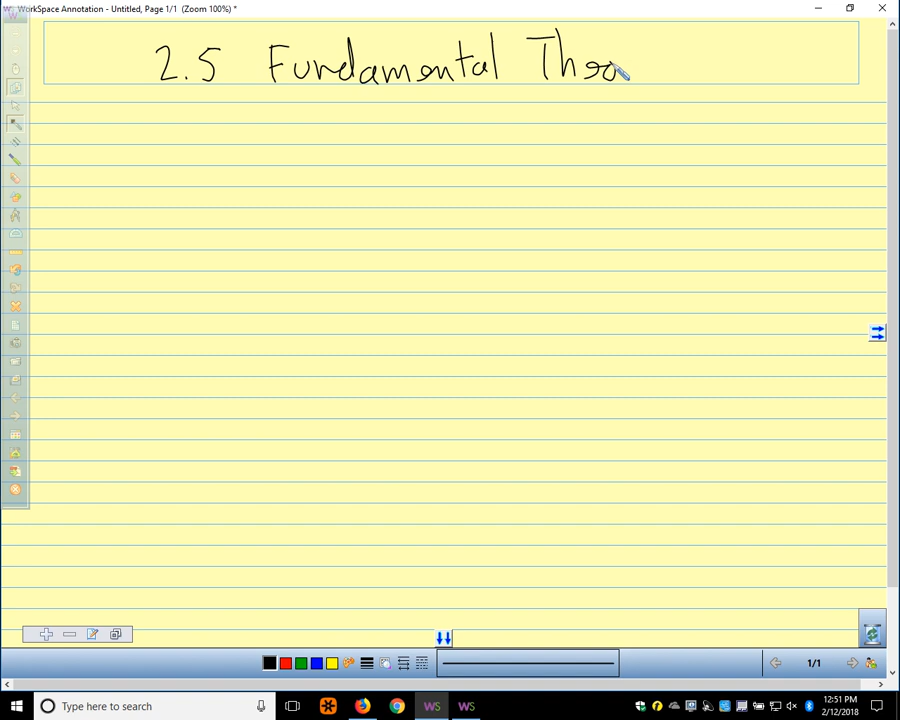 WorkSpace Annotation - Untitled, Page 1/1 (Zoom 100%) *
2.5 Fundamental Theo
1/1
Type here to search
12:51 PM
2/12/2018